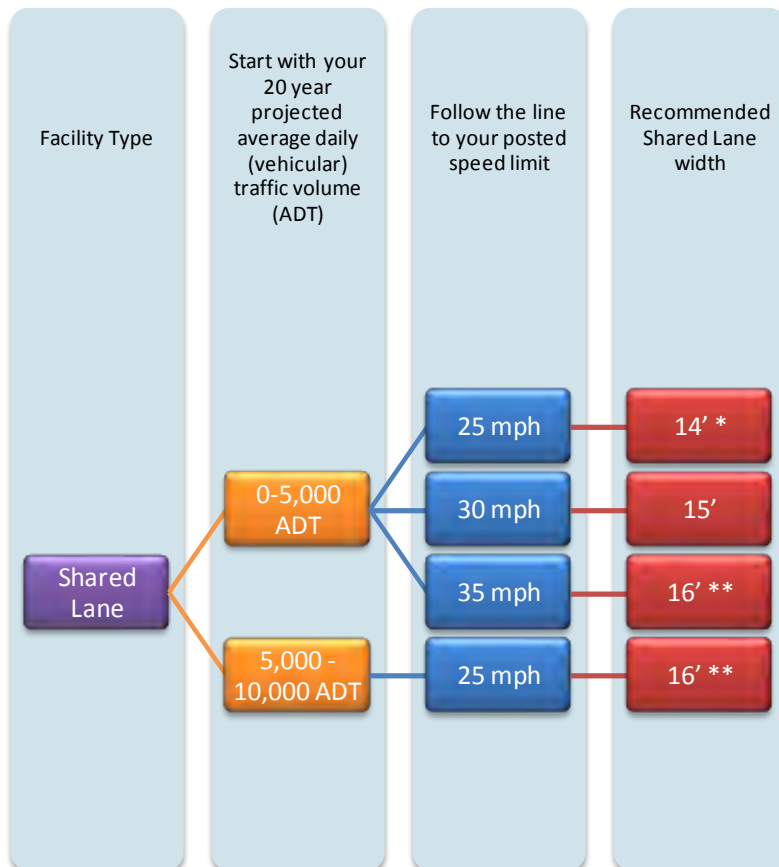 Facility Type
Start with your
20 year
projected
average daily
(vehicular)
traffic volume
(ADT)
Follow the line
to your posted
speed limit
Recommended
Shared Lane
width
Shared
Lane
0-5,000
ADT
5,000 -
10,000 ADT
25 mph
30 mph
35 mph
25 mph
14’ *
15’
16’ **
16’ **